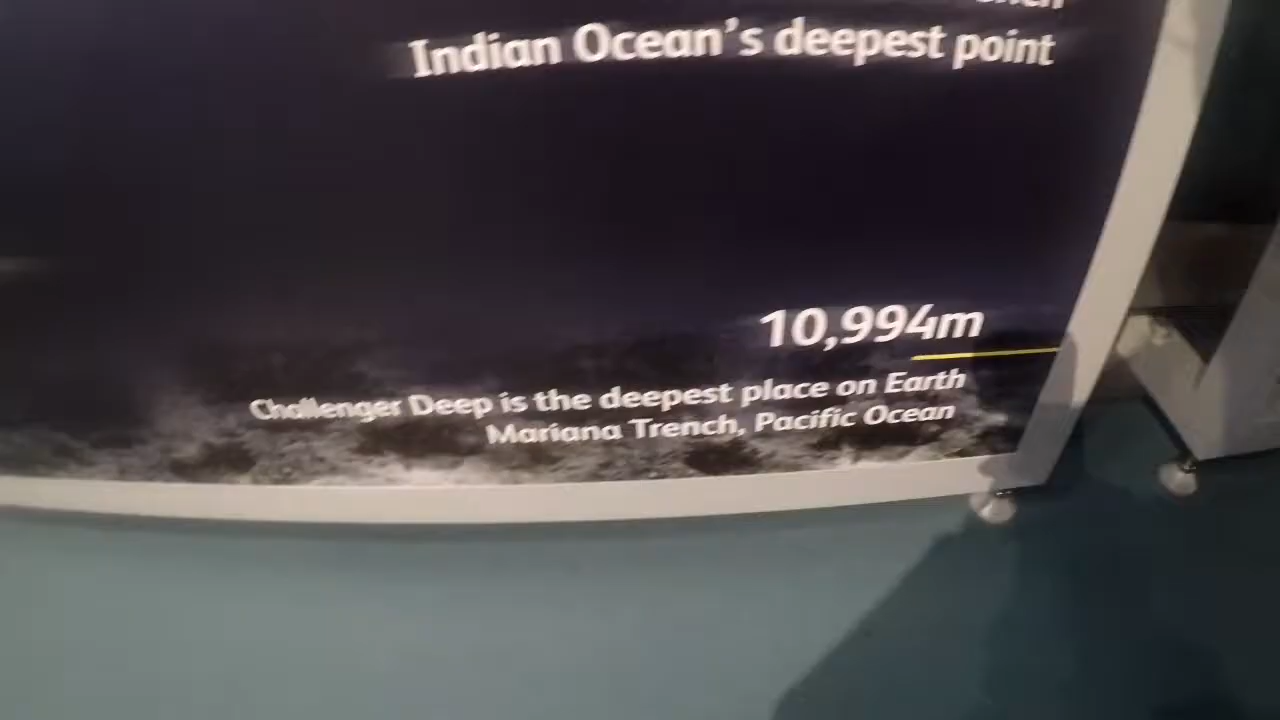 Indian Ocean's deepest point
10,994m
Challenger Deep is the deepest place on Earth
Mariana Trench, Pacific Ocean